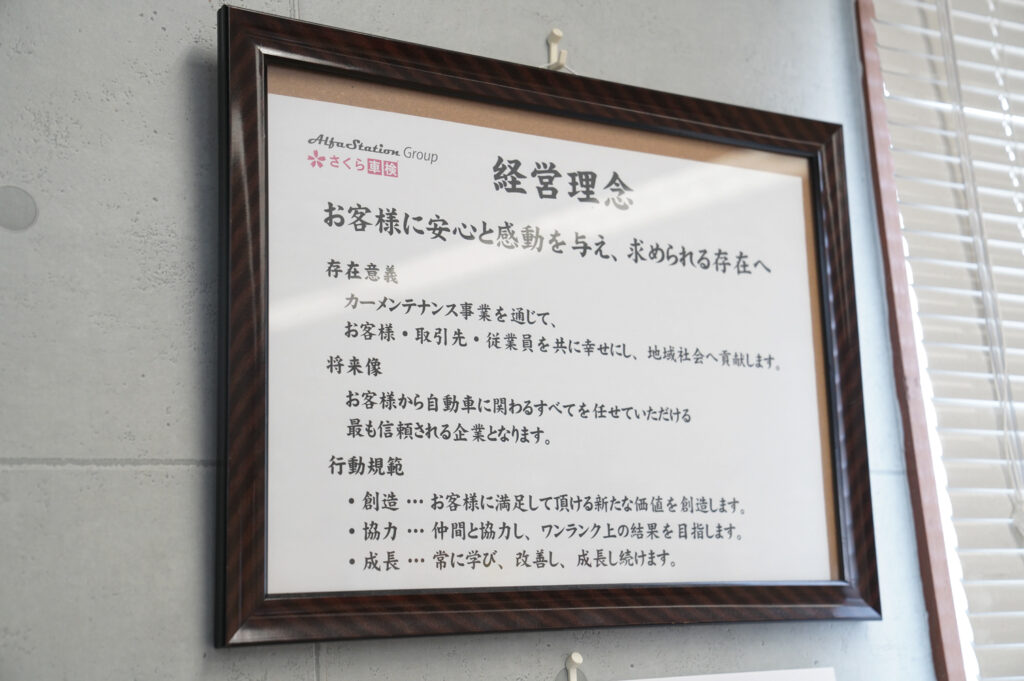 AlfaStation Group
さくら車検
経営理念
お客様に安心と感動を与え、求められる存在へ
存在意義
カーメンテナンス事業を通じて、
お客様・取引先・従業員を共に幸せにし、地域社会へ貢献します。
将来像
お客様から自動車に関わるすべてを任せていただける
最も信頼される企業となります。
行動規範
・創造 … お客様に満足して頂ける新たな価値を創造します。
・協力 … 仲間と協力し、ワンランク上の結果を目指します。
・成長 … 常に学び、改善し、成長し続けます。